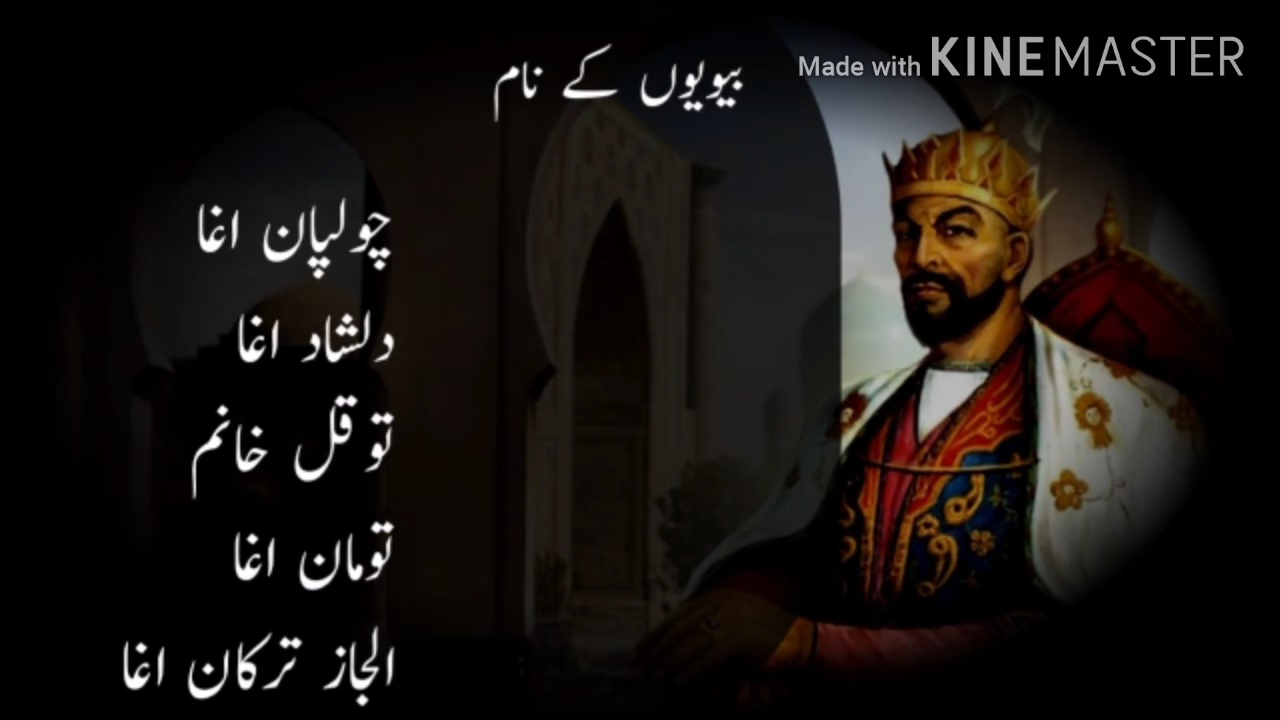 Made with KINEMASTER
بیویوں کے نام
چولپان اغا
دلشاد اغا
توقل خانم
تومان اغا
الجاز ترکان اغا